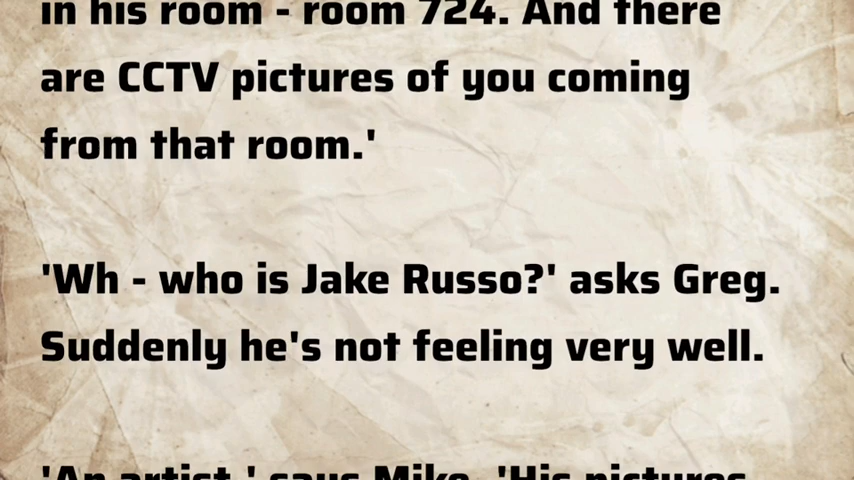 in his room - room 724. And there
are CCTV pictures of you coming
from that room.'
'Wh - who is Jake Russo?' asks Greg.
Suddenly he's not feeling very well.
'An artist,' says Mike. 'His pictures